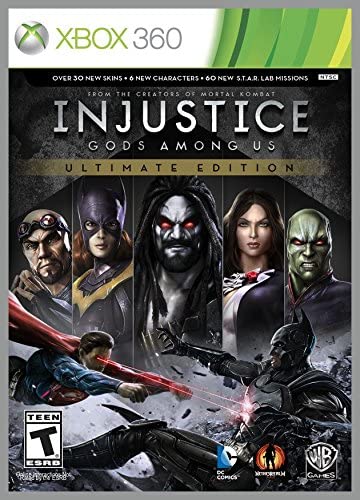 XBOX 360
OVER 30 NEW SKINS • 6 NEW CHARACTERS • 60 NEW S.T.A.R. LAB MISSIONS
NTSC
FROM THE CREATORS OF MORTAL KOMBAT
INJUSTICE
GODS AMONG US
ULTIMATE EDITION
TEEN
T
ESRB
DC
COMICS
NETHERREALM
WB
GAMES